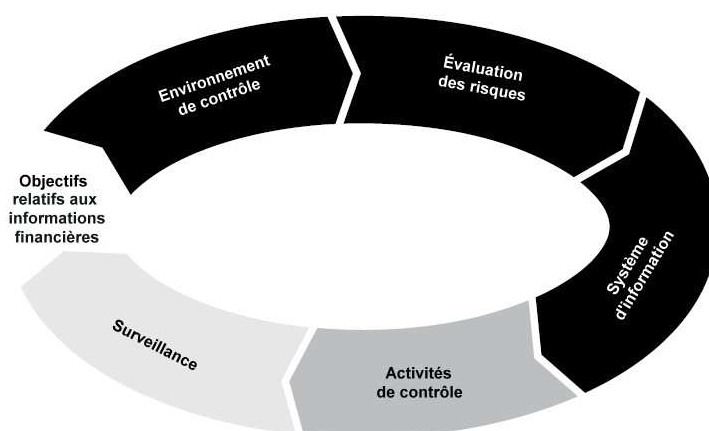 Environnement
de contrôle
Évaluation
des risques
Système
d'information
Activités
de contrôle
Surveillance
Objectifs
relatifs aux
informations
financières